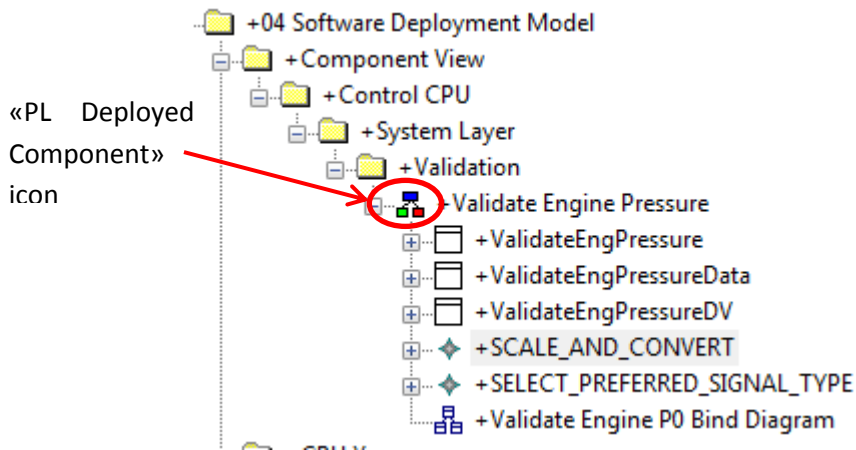 +04 Software Deployment Model
+Component View
+Control CPU
+System Layer
+Validation
«PL Deployed
Component»
icon
+Validate Engine Pressure
+ValidateEngPressure
+ValidateEngPressureData
+ValidateEngPressureDV
+SCALE_AND_CONVERT
+SELECT_PREFERRED_SIGNAL_TYPE
+Validate Engine P0 Bind Diagram